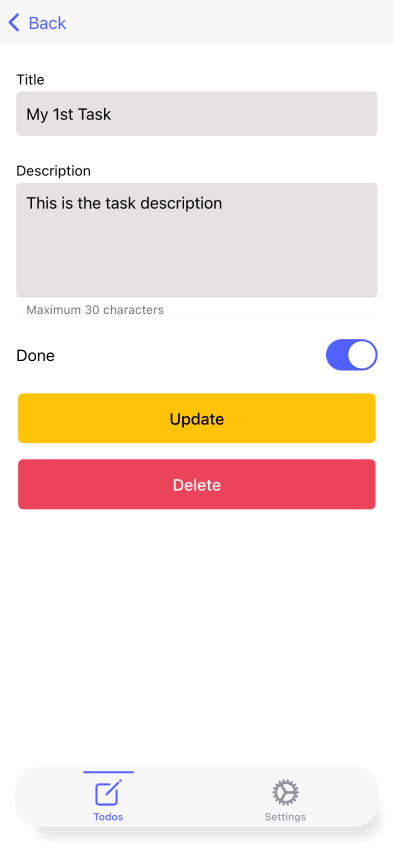 Back
Title
My 1st Task
Description
This is the task description
Maximum 30 characters
Done
Update
Delete
Todos
Settings